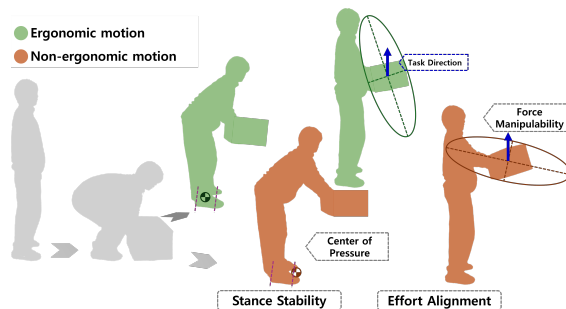 Ergonomic motion
Non-ergonomic motion
Task Direction
Force
Manipulability
Center of
Pressure
Stance Stability
Effort Alignment